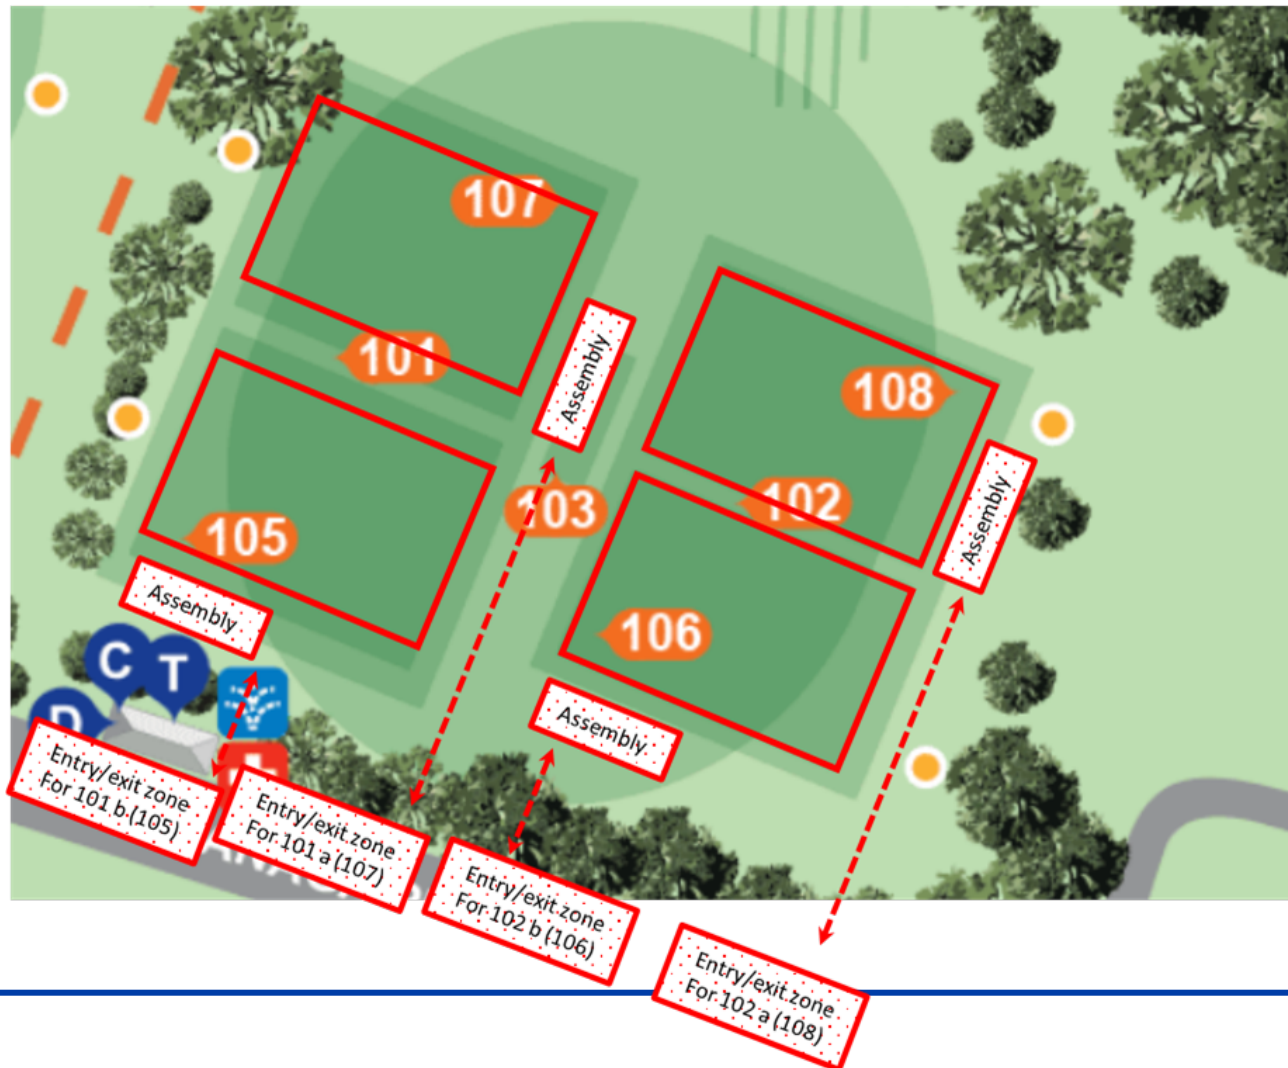 107
101
Assembly
108
105
103
102
Assembly
106
Assembly
C
T
D
Assembly
Entry/exit zone
For 101 b (105)
Entry/exit zone
For 101 a (107)
Entry/exit zone
For 102 b (106)
Entry/exit zone
For 102 a (108)